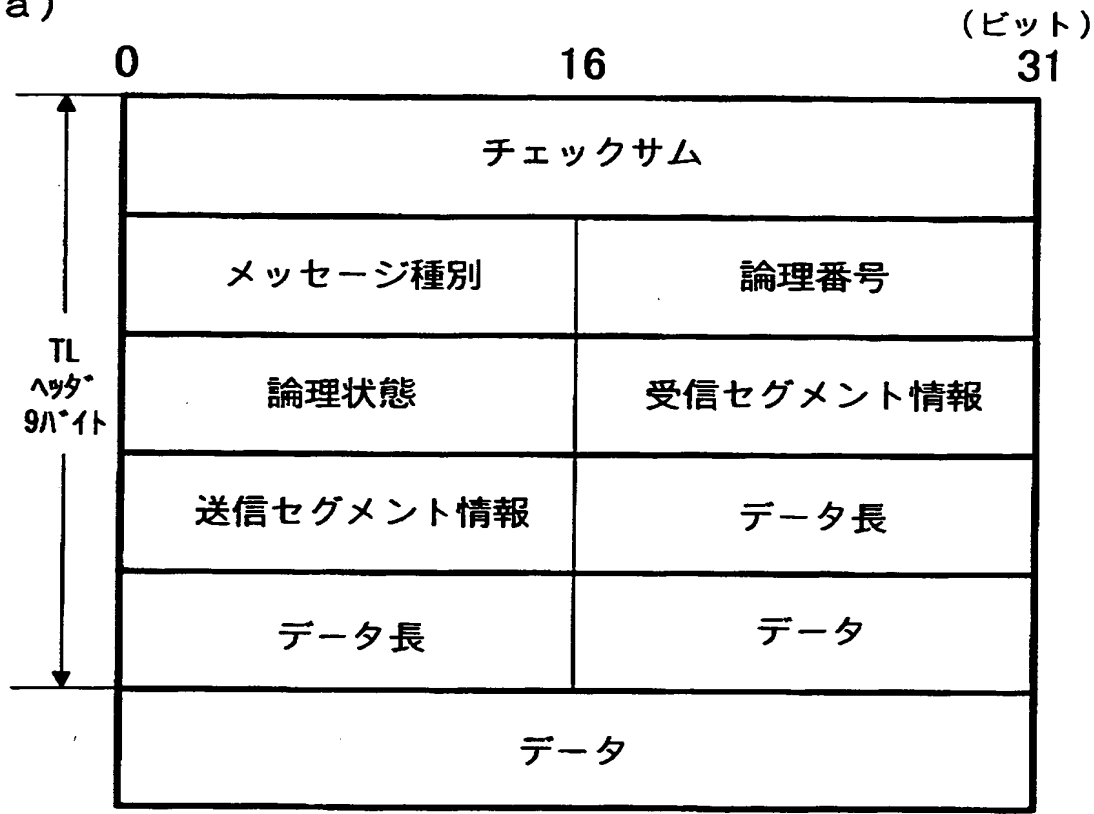 a)
(ビット)
0 16 31
チェックサム
メッセージ種別 論理番号
TL
ヘッダ
9バイト
論理状態 受信セグメント情報
送信セグメント情報 データ長
データ長 データ
データ